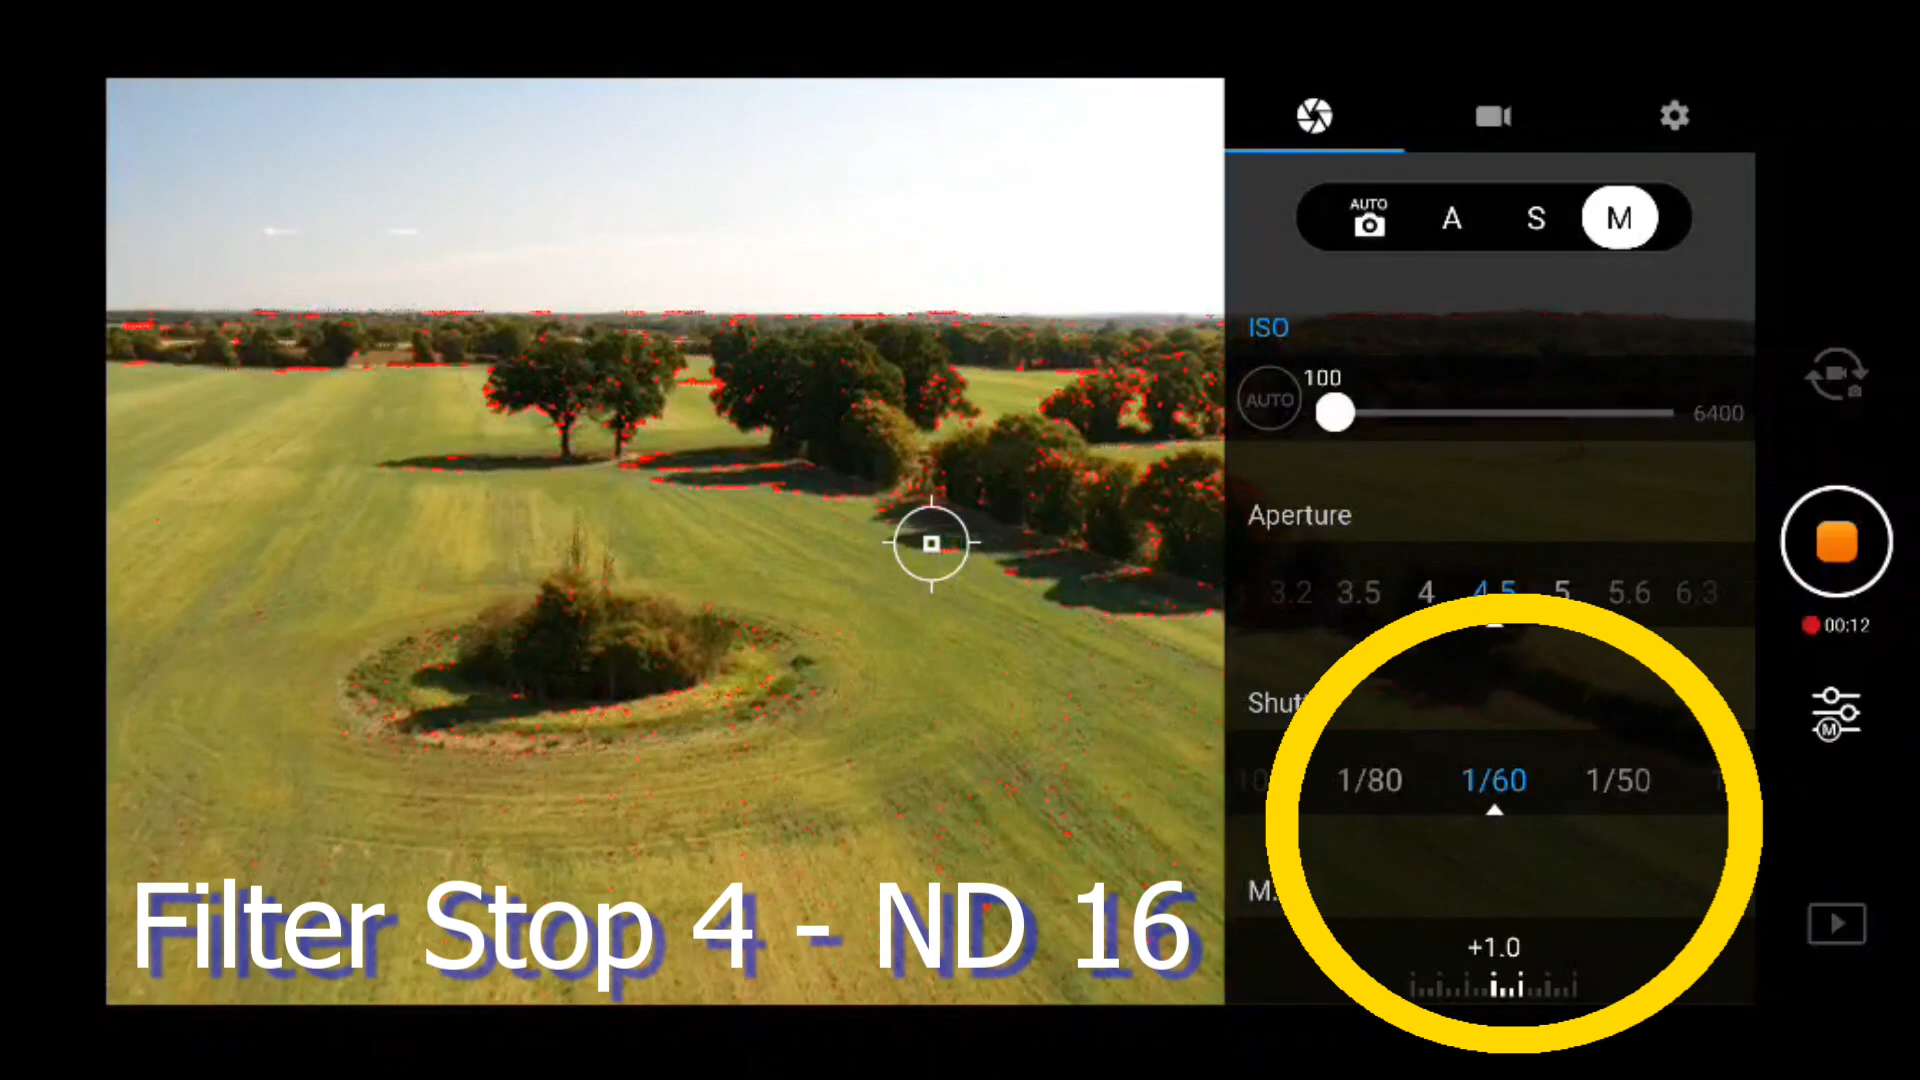 AUTO
A S M
ISO
100
AUTO
6400
Aperture
3.2 3.5 4 4.5 5 5.6 6.3
00:12
M
1/80 1/60 1/50
+1.0
Filter Stop 4 - ND 16